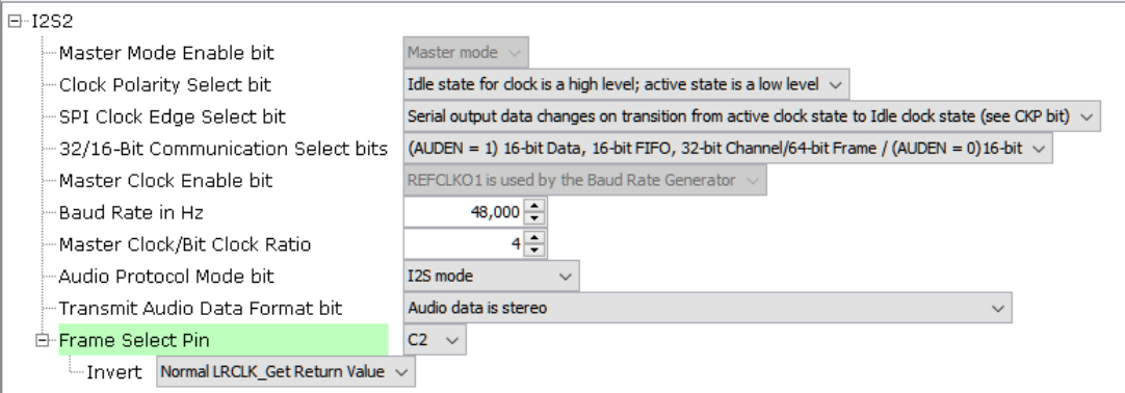 I2S2
Master Mode Enable bit Master mode
Clock Polarity Select bit Idle state for clock is a high level; active state is a low level
SPI Clock Edge Select bit Serial output data changes on transition from active clock state to Idle clock state (see CKP bit)
32/16-Bit Communication Select bits (AUDEN = 1) 16-bit Data, 16-bit FIFO, 32-bit Channel/64-bit Frame / (AUDEN = 0)16-bit
Master Clock Enable bit REFCLKO1 is used by the Baud Rate Generator
Baud Rate in Hz 48,000
Master Clock/Bit Clock Ratio 4
Audio Protocol Mode bit I2S mode
Transmit Audio Data Format bit Audio data is stereo
Frame Select Pin C2
Invert Normal LRCLK_Get Return Value